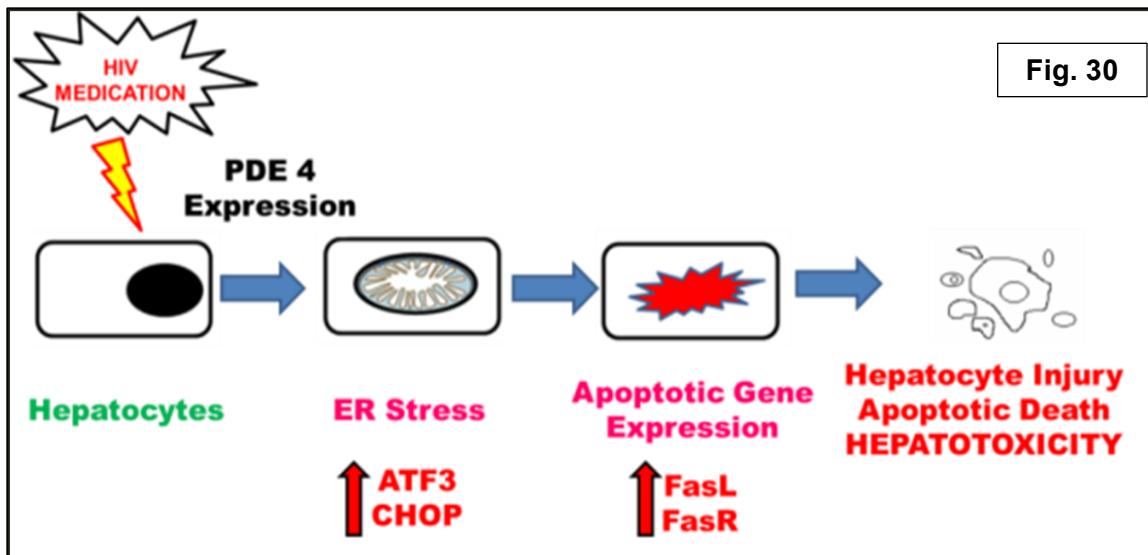 HIV
MEDICATION
Fig. 30
PDE 4
Expression
Hepatocytes
ER Stress
Apoptotic Gene
Expression
Hepatocyte Injury
Apoptotic Death
HEPATOTOXICITY
ATF3
CHOP
FasL
FasR